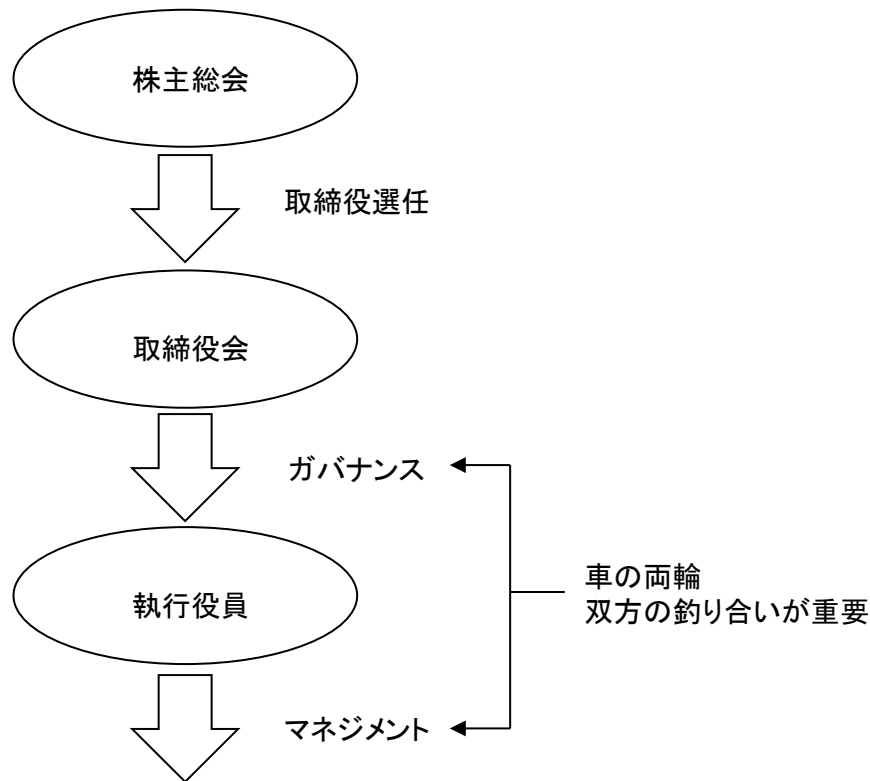 株主総会
取締役選任
取締役会
ガバナンス
車の両輪
双方の釣り合いが重要
執行役員
マネジメント